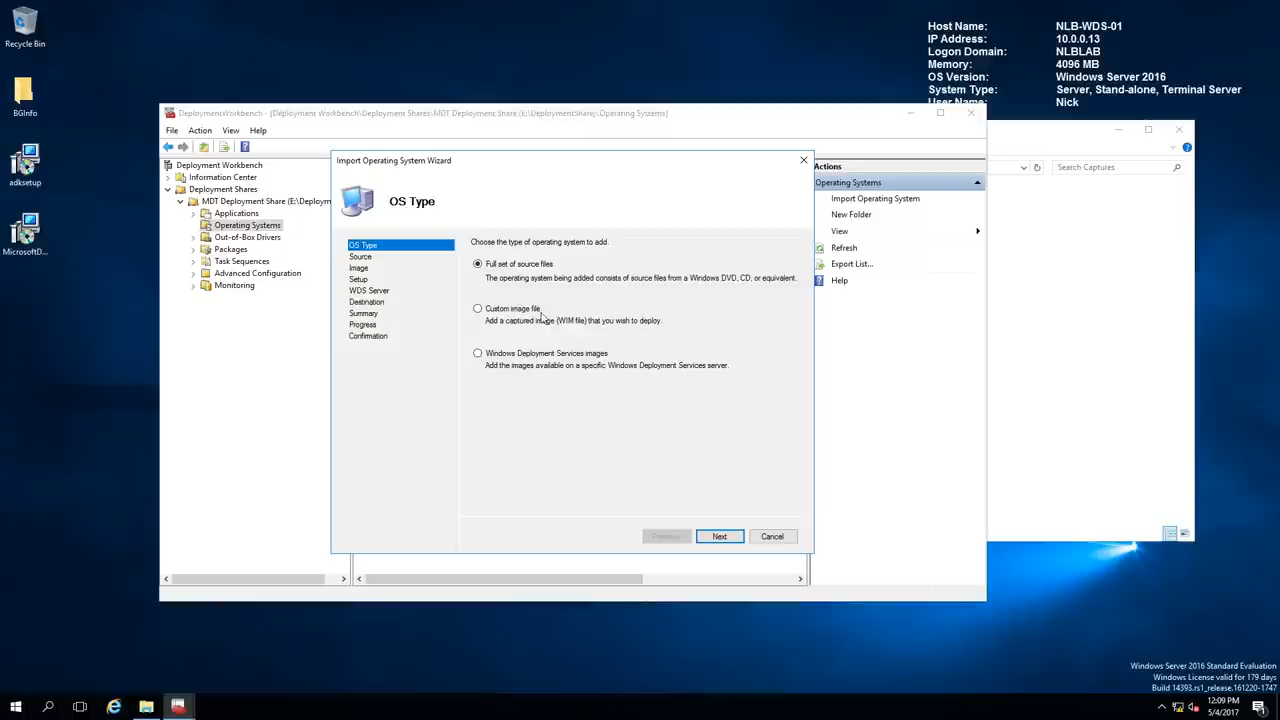 Recycle Bin
BGInfo
adksetup
MicrosoftD...
Host Name: NLB-WDS-01
IP Address: 10.0.0.13
Logon Domain: NLBLAB
Memory: 4096 MB
OS Version: Windows Server 2016
System Type: Server, Stand-alone, Terminal Server
User Name: Nick
DeploymentWorkbench - [Deployment Workbench\Deployment Shares\MDT Deployment Share (E:\DeploymentShare)\Operating Systems]
File Action View Help
Deployment Workbench
Information Center
Deployment Shares
MDT Deployment Share (E:\Deploym
Applications
Operating Systems
Out-of-Box Drivers
Packages
Task Sequences
Advanced Configuration
Monitoring
Import Operating System Wizard
OS Type
OS Type
Source
Image
Setup
WDS Server
Destination
Summary
Progress
Confirmation
Choose the type of operating system to add.
Full set of source files
The operating system being added consists of source files from a Windows DVD, CD, or equivalent.
Custom image file
Add a captured image (WIM file) that you wish to deploy.
Windows Deployment Services images
Add the images available on a specific Windows Deployment Services server.
Previous Next Cancel
Actions
Operating Systems
Import Operating System
New Folder
View
Refresh
Export List...
Help
Search Captures
Windows Server 2016 Standard Evaluation
Windows License valid for 179 days
Build 14393.rs1_release.161220-1747
12:09 PM
5/4/2017